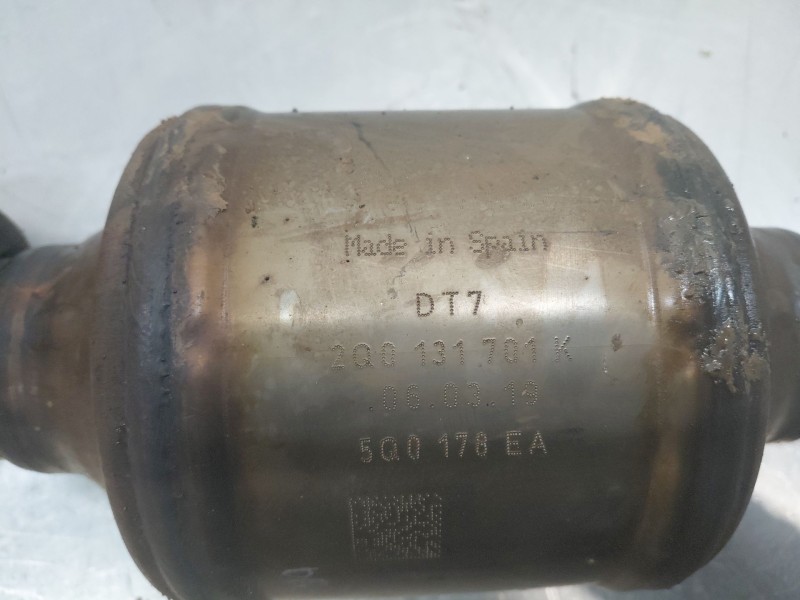 Made in Spain
DT7
2Q0 131 701 K
06.03.19
5Q0 178 EA